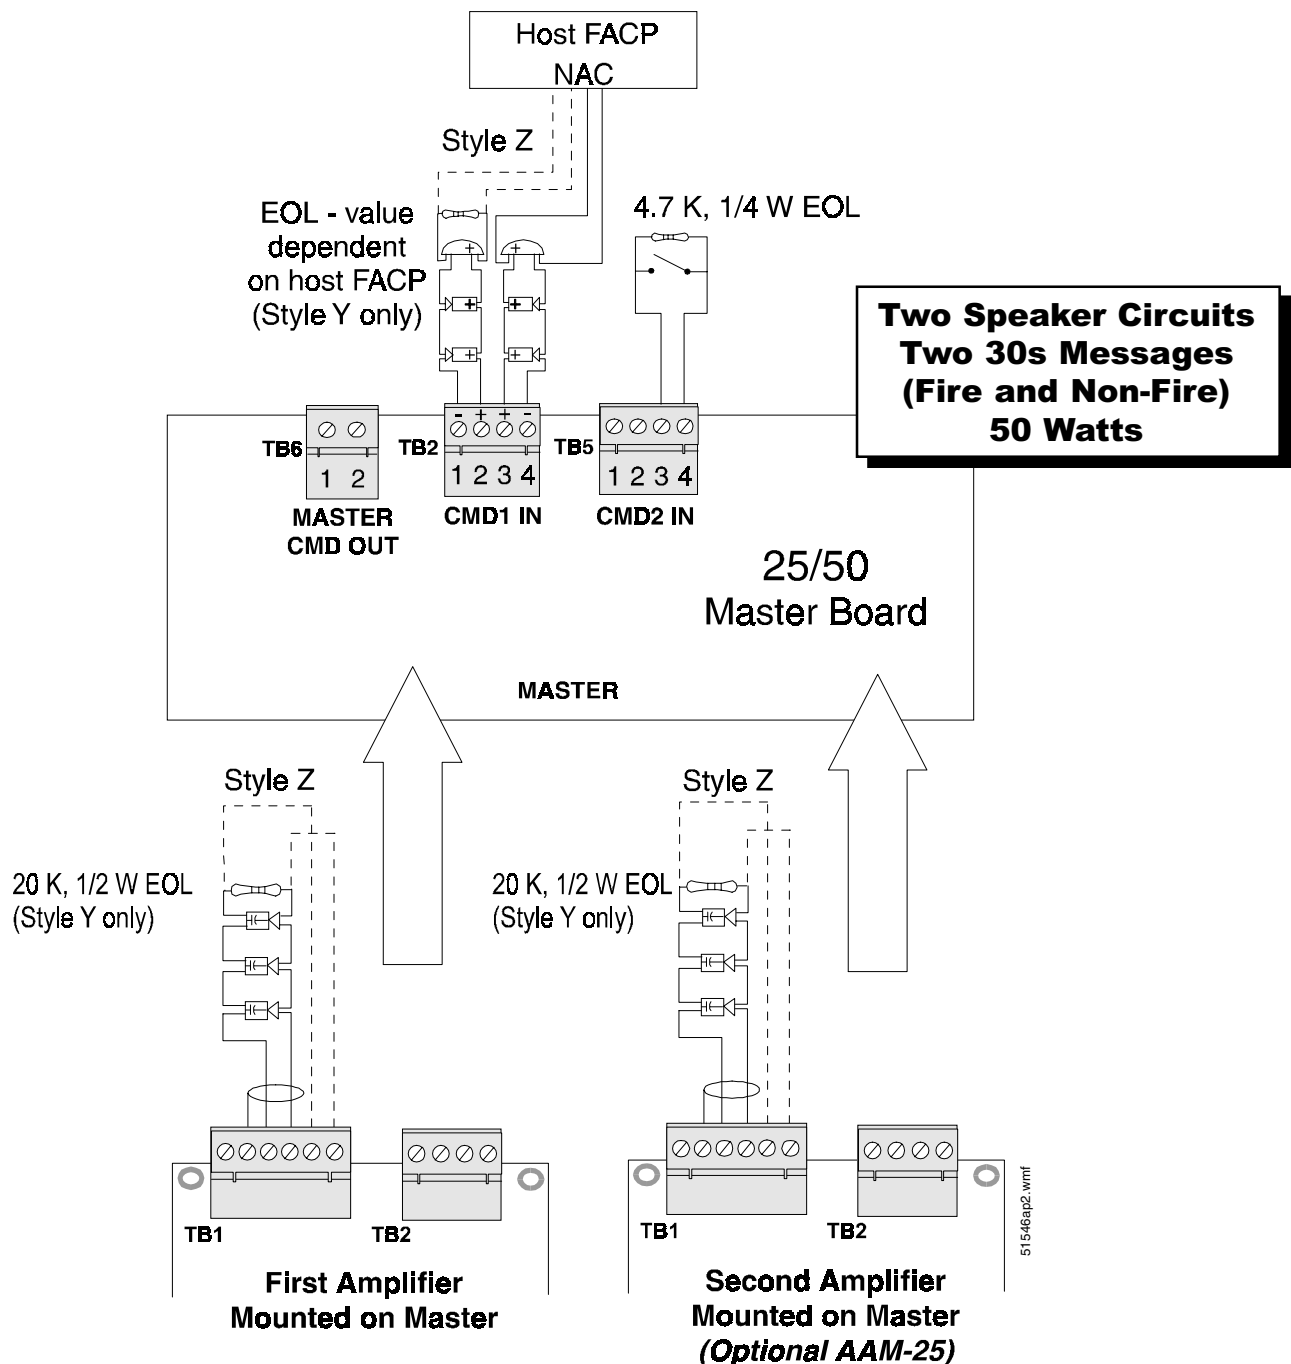 Host FACP
NAC
Style Z
EOL - value
dependent
on host FACP
(Style Y only)
4.7 K, 1/4 W EOL
Two Speaker Circuits
Two 30s Messages
(Fire and Non-Fire)
50 Watts
- + + -
TB6
TB2
TB5
1 2
1 2 3 4
1 2 3 4
MASTER
CMD OUT
CMD1 IN
CMD2 IN
25/50
Master Board
MASTER
Style Z
Style Z
20 K, 1/2 W EOL
(Style Y only)
20 K, 1/2 W EOL
(Style Y only)
TB1
TB2
TB1
TB2
First Amplifier
Mounted on Master
Second Amplifier
Mounted on Master
(Optional AAM-25)
51546ap2.wmf